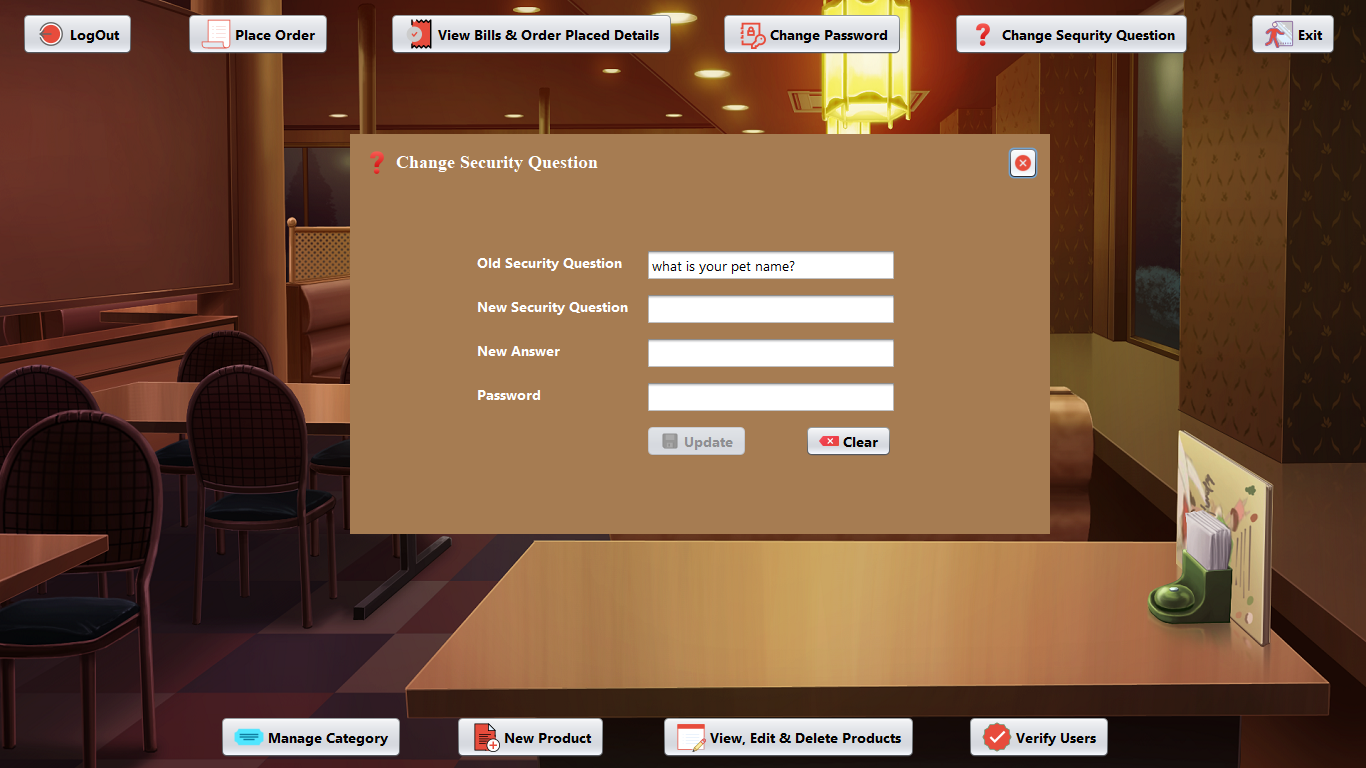 LogOut
Place Order
View Bills & Order Placed Details
Change Password
Change Sequrity Question
Exit
Change Security Question
Old Security Question
what is your pet name?
New Security Question
New Answer
Password
Update
Clear
Manage Category
New Product
View, Edit & Delete Products
Verify Users